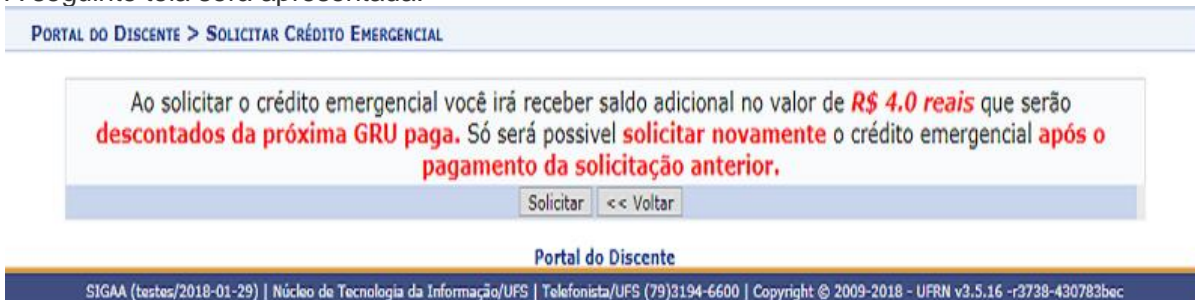 A seguinte tela será apresentada:
PORTAL DO DISCENTE > SOLICITAR CRÉDITO EMERGENCIAL
Ao solicitar o crédito emergencial você irá receber saldo adicional no valor de R$ 4.0 reais que serão
descontados da próxima GRU paga. Só será possivel solicitar novamente o crédito emergencial após o
pagamento da solicitação anterior.
Solicitar << Voltar
Portal do Discente
SIGAA (testes/2018-01-29) | Núcleo de Tecnologia da Informação/UFS | Telefonista/UFS (79)3194-6600 | Copyright © 2009-2018 - UFRN v3.5.16 -r3738-430783bec